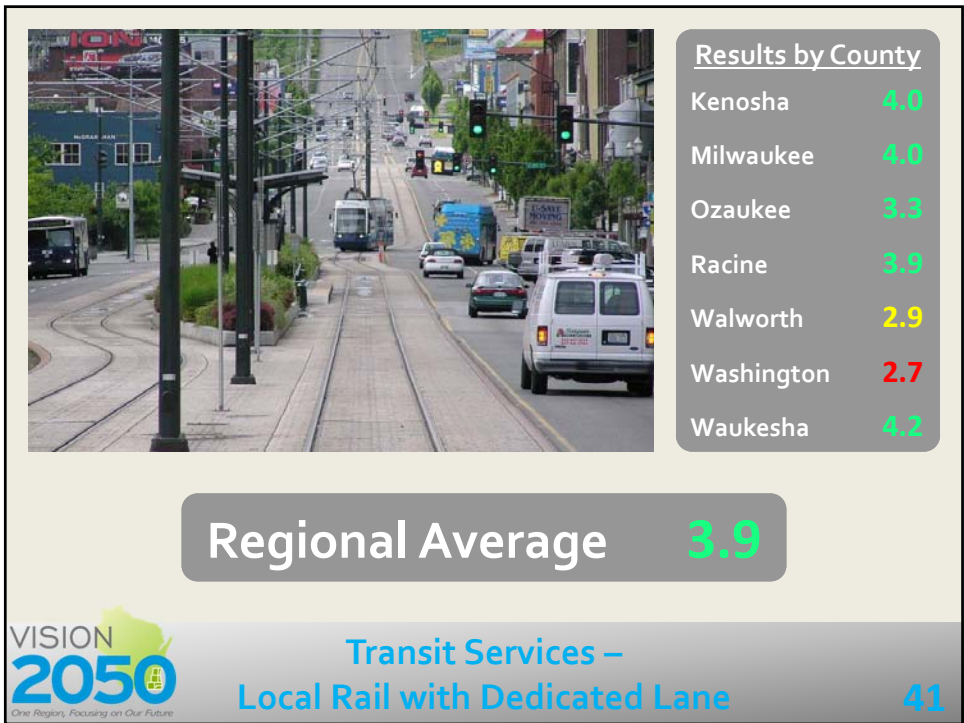 Results by County
Kenosha 4.0
Milwaukee 4.0
Ozaukee 3.3
Racine 3.9
Walworth 2.9
Washington 2.7
Waukesha 4.2
U-SAVE
MOVING
Regional Average 3.9
VISION
2050
One Region, Focusing on Our Future
Transit Services –
Local Rail with Dedicated Lane
41